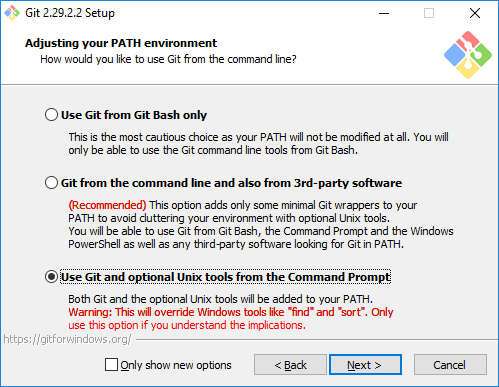 Git 2.29.2.2 Setup
Adjusting your PATH environment
How would you like to use Git from the command line?
Use Git from Git Bash only
This is the most cautious choice as your PATH will not be modified at all. You will
only be able to use the Git command line tools from Git Bash.
Git from the command line and also from 3rd-party software
(Recommended) This option adds only some minimal Git wrappers to your
PATH to avoid cluttering your environment with optional Unix tools.
You will be able to use Git from Git Bash, the Command Prompt and the Windows
PowerShell as well as any third-party software looking for Git in PATH.
Use Git and optional Unix tools from the Command Prompt
Both Git and the optional Unix tools will be added to your PATH.
Warning: This will override Windows tools like "find" and "sort". Only
use this option if you understand the implications.
https://gitforwindows.org/
Only show new options
< Back
Next >
Cancel